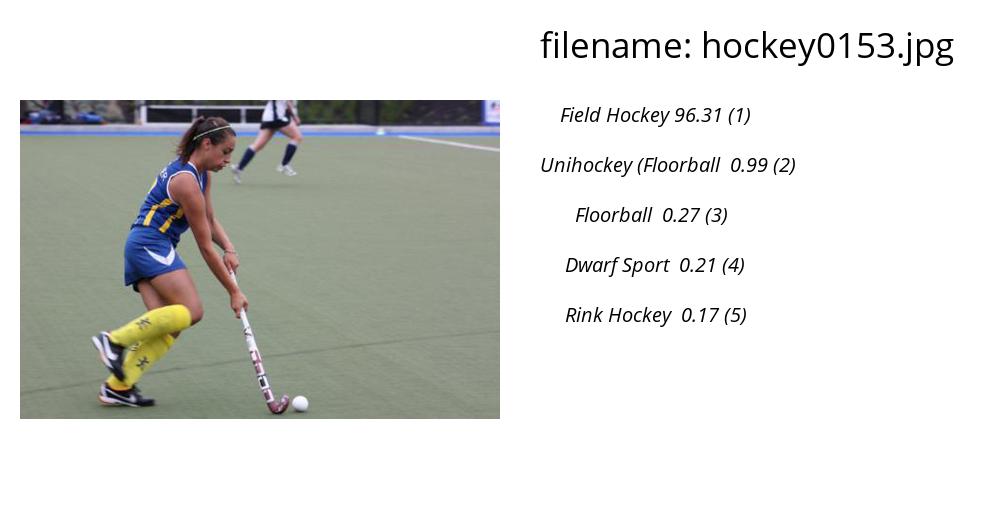 filename: hockey0153.jpg
Field Hockey 96.31 (1)
Unihockey (Floorball 0.99 (2)
Floorball 0.27 (3)
Dwarf Sport 0.21 (4)
Rink Hockey 0.17 (5)